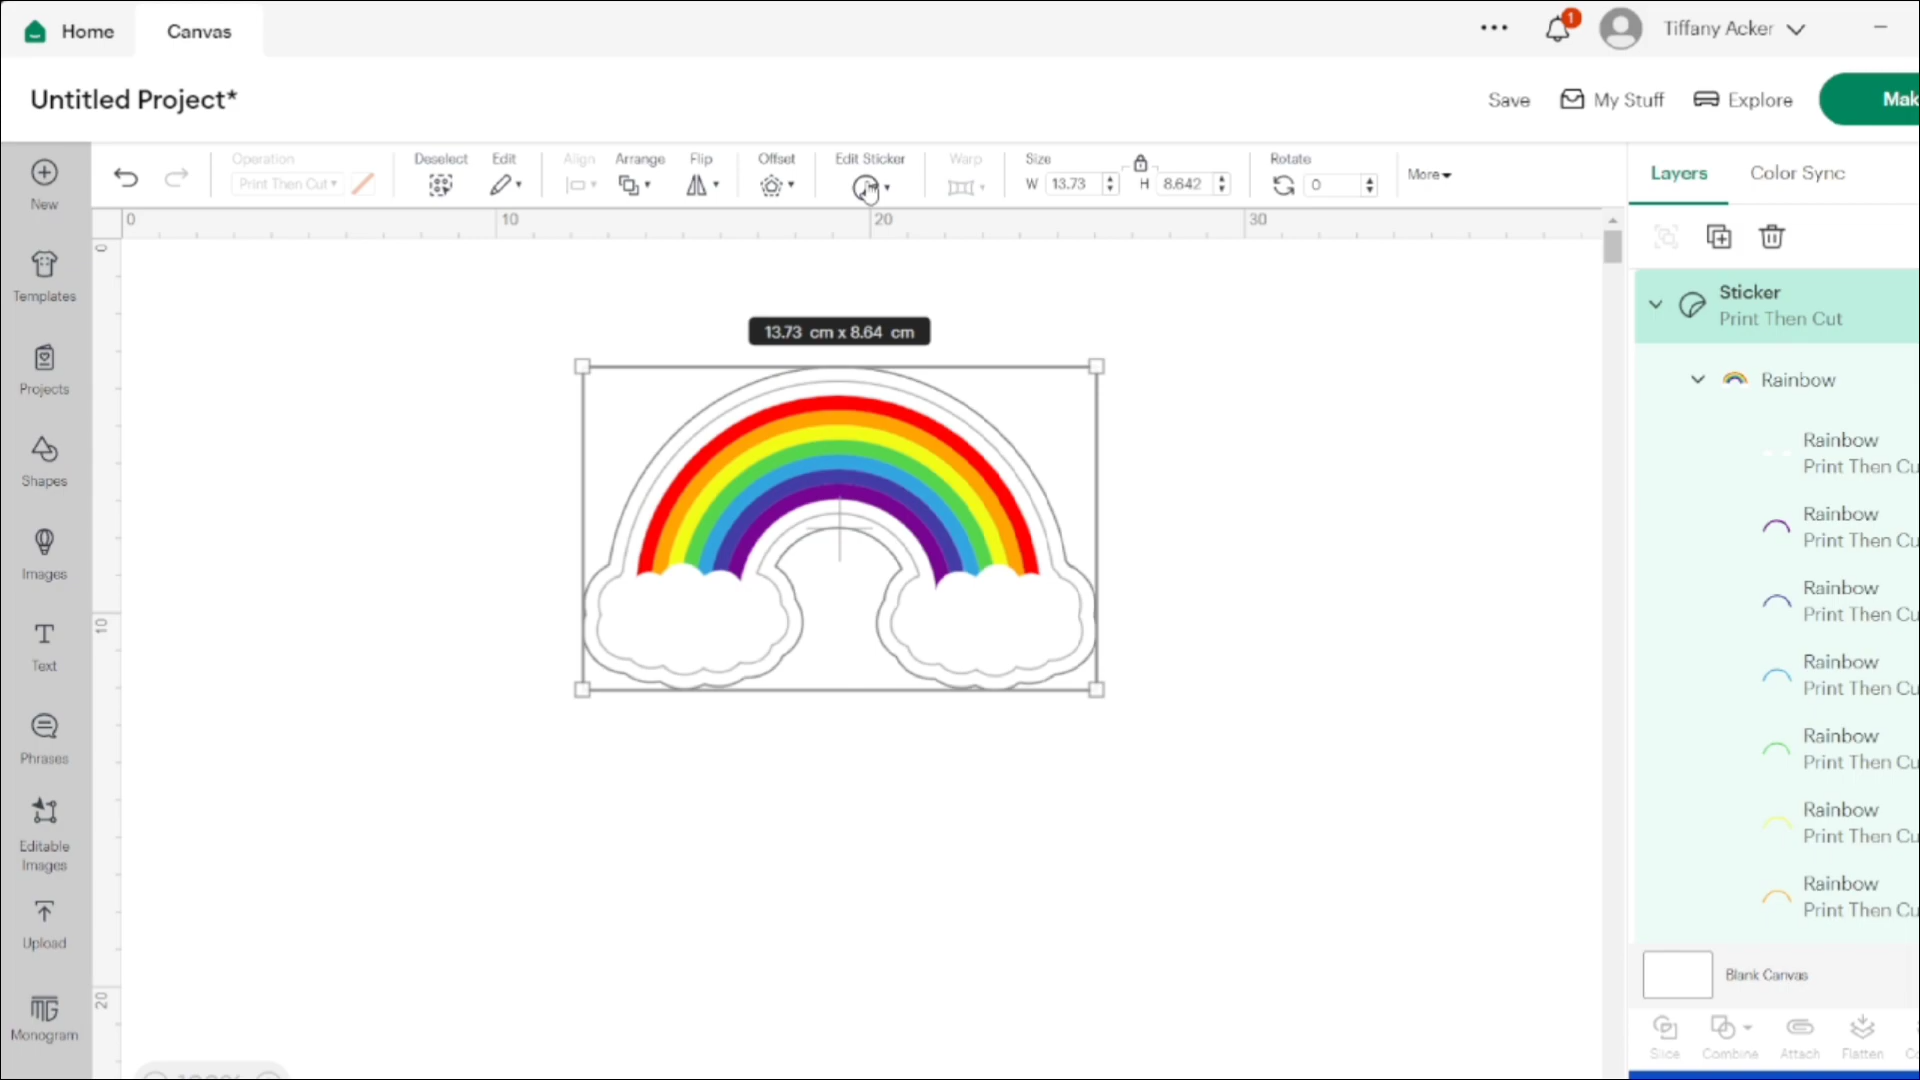 Home
Canvas
1
Tiffany Acker
Untitled Project*
Save
My Stuff
Explore
Mak
Operation
Print Then Cut
Deselect
Edit
Align
Arrange
Flip
Offset
Edit Sticker
Warp
Size
W 13.73
H 8.642
Rotate
0
More
Layers
Color Sync
New
Templates
Projects
Shapes
Images
Text
Phrases
Editable
Images
Upload
Monogram
0
10
20
30
0
10
20
13.73 cm x 8.64 cm
Sticker
Print Then Cut
Rainbow
Rainbow
Print Then Cu
Rainbow
Print Then Cu
Rainbow
Print Then Cu
Rainbow
Print Then Cu
Rainbow
Print Then Cu
Rainbow
Print Then Cu
Rainbow
Print Then Cu
Blank Canvas
Slice
Combine
Attach
Flatten